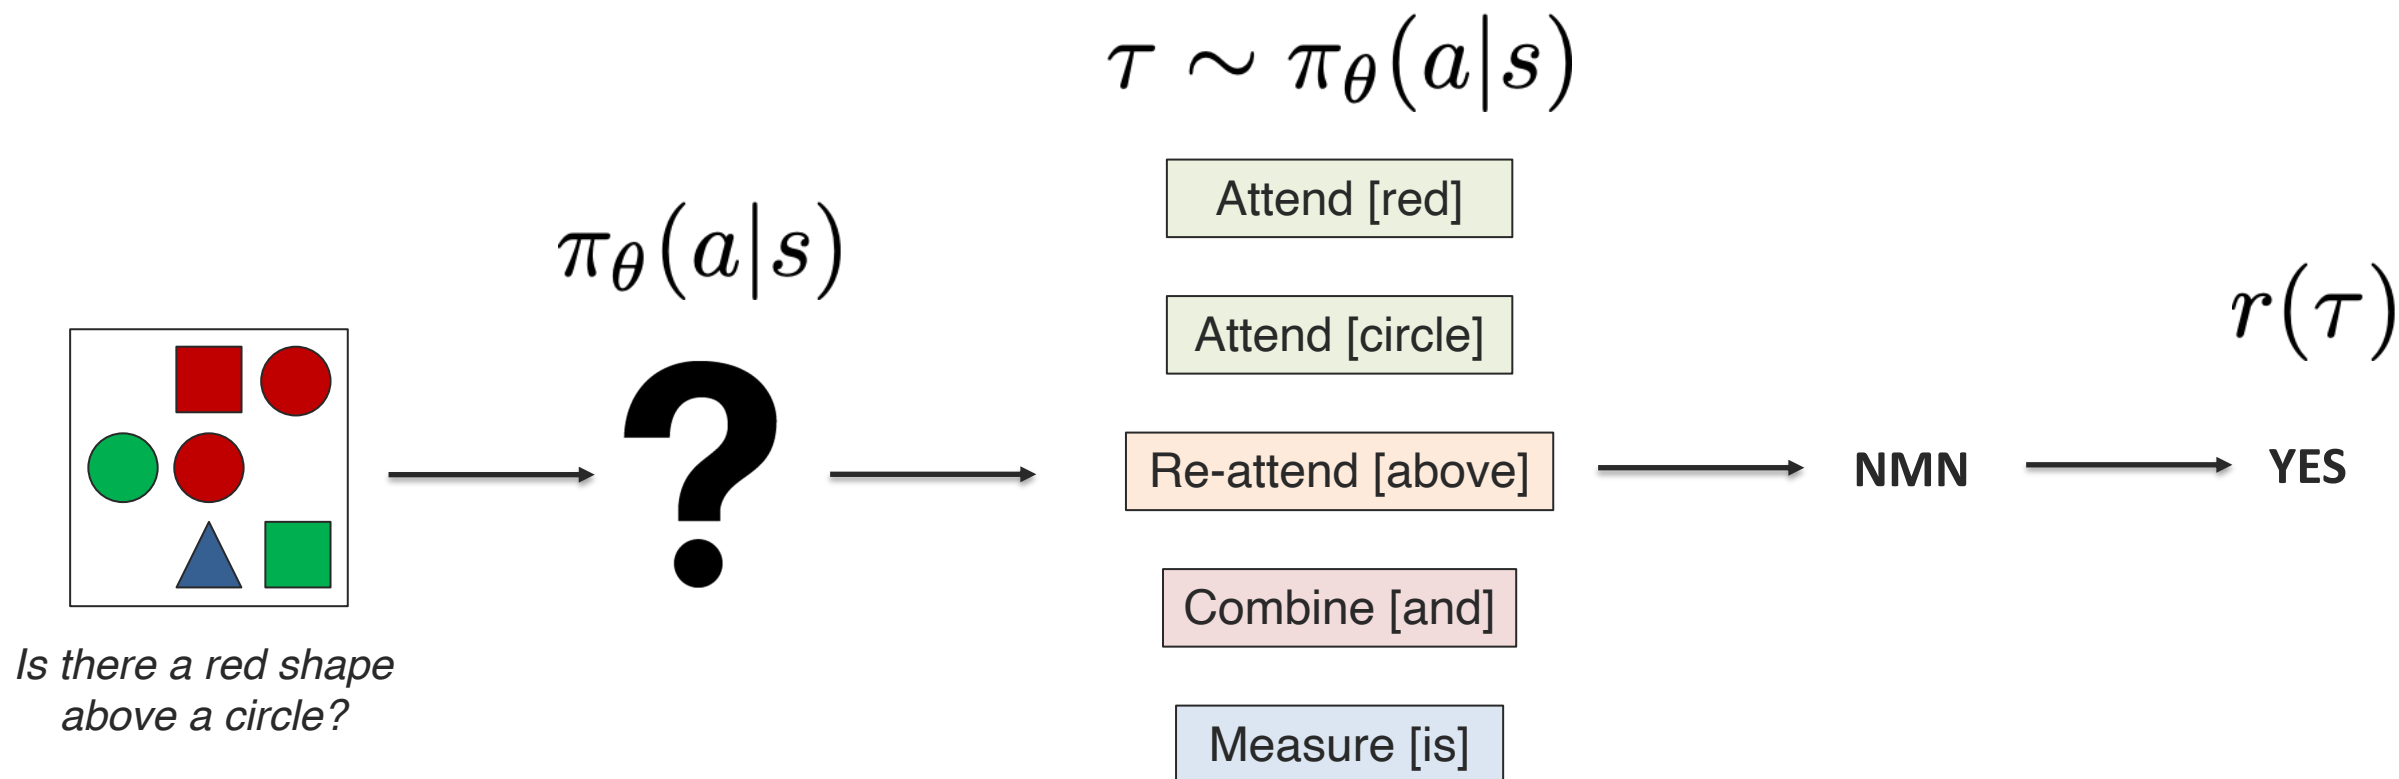 τ ∼ π_θ(a|s)
Attend [red]
π_θ(a|s)
Attend [circle]
r(τ)
?
Re-attend [above]
NMN
YES
Combine [and]
Is there a red shape
above a circle?
Measure [is]